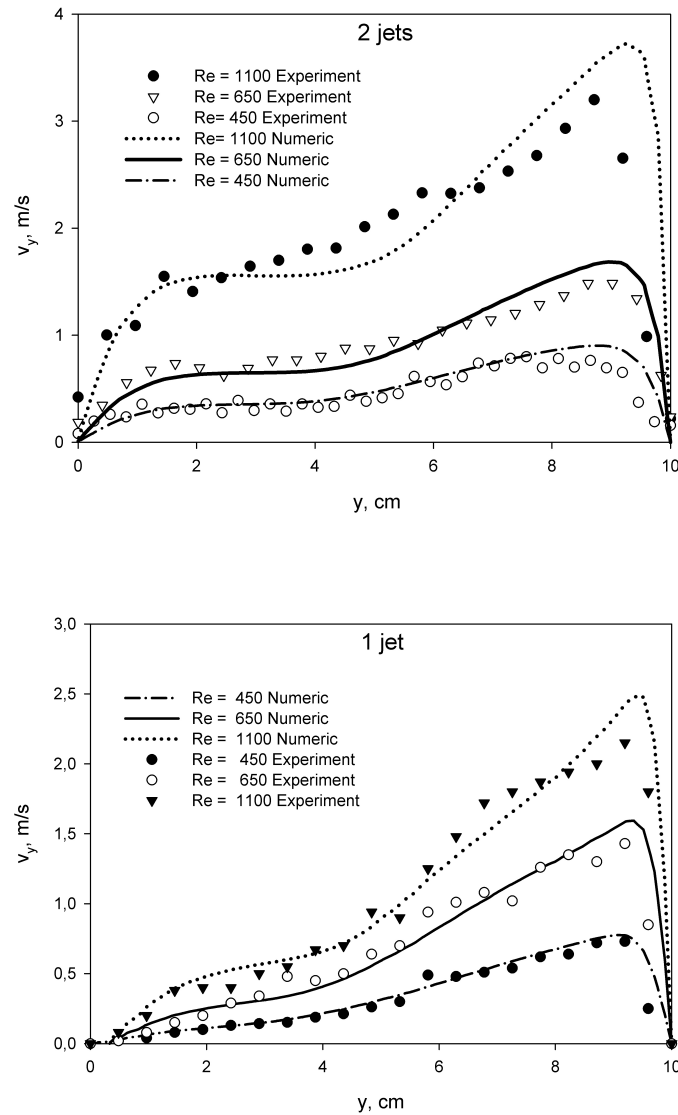 2 jets
Re = 1100 Experiment
Re = 650 Experiment
Re= 450 Experiment
Re= 1100 Numeric
Re = 650 Numeric
Re = 450 Numeric
4
3
2
1
0
v_y, m/s
0 2 4 6 8 10
y, cm
1 jet
Re = 450 Numeric
Re = 650 Numeric
Re = 1100 Numeric
Re = 450 Experiment
Re = 650 Experiment
Re = 1100 Experiment
3,0
2,5
2,0
1,5
1,0
0,5
0,0
v_y, m/s
0 2 4 6 8 10
y, cm